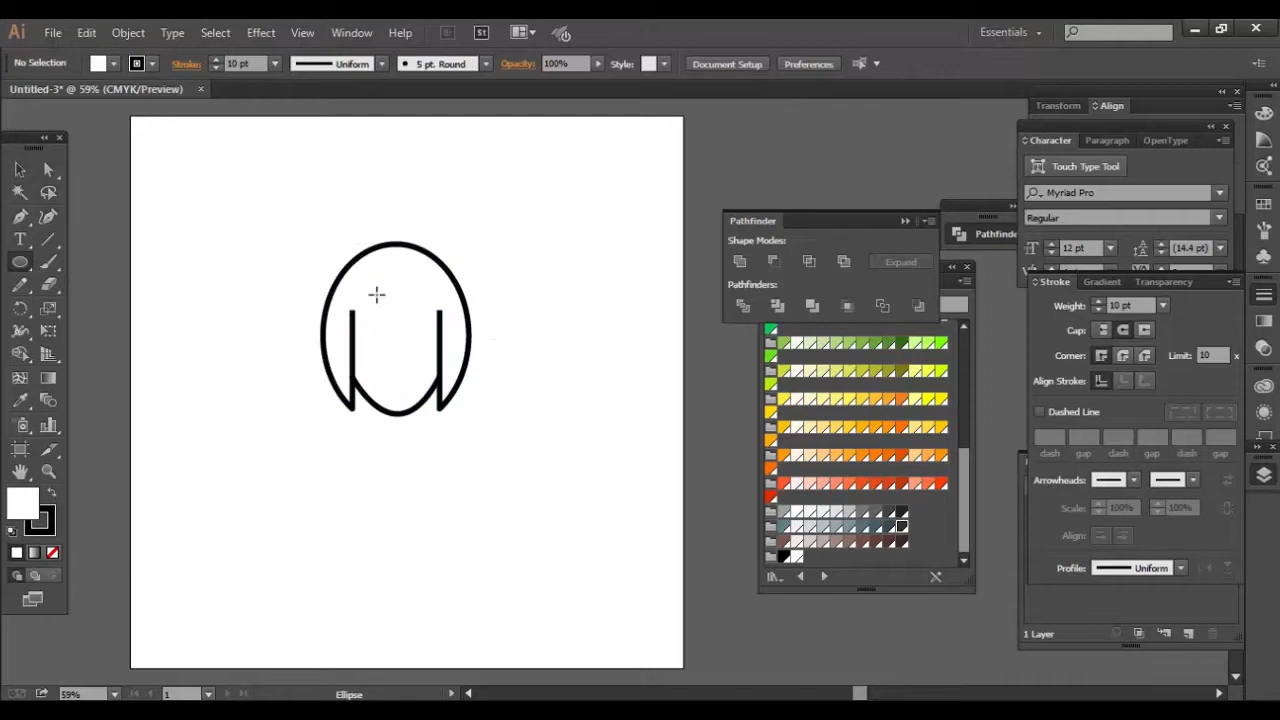 Ai File Edit Object Type Select Effect View Window Help Br St Essentials
No Selection Stroke: 10 pt Uniform 5 pt. Round Opacity: 100% Style: Document Setup Preferences
Untitled-3* @ 59% (CMYK/Preview) ×
Transform Align
Character Paragraph OpenType
Touch Type Tool
Myriad Pro
Regular
12 pt (14.4 pt)
Pathfinder
Shape Modes:
Expand
Pathfinders:
Pathfinder
Stroke Gradient Transparency
Weight: 10 pt
Cap:
Corner: Limit: 10 x
Align Stroke:
Dashed Line
dash gap dash gap dash gap
Arrowheads:
Scale: 100% 100%
Align:
Profile: Uniform
1 Layer
59% 1 Ellipse